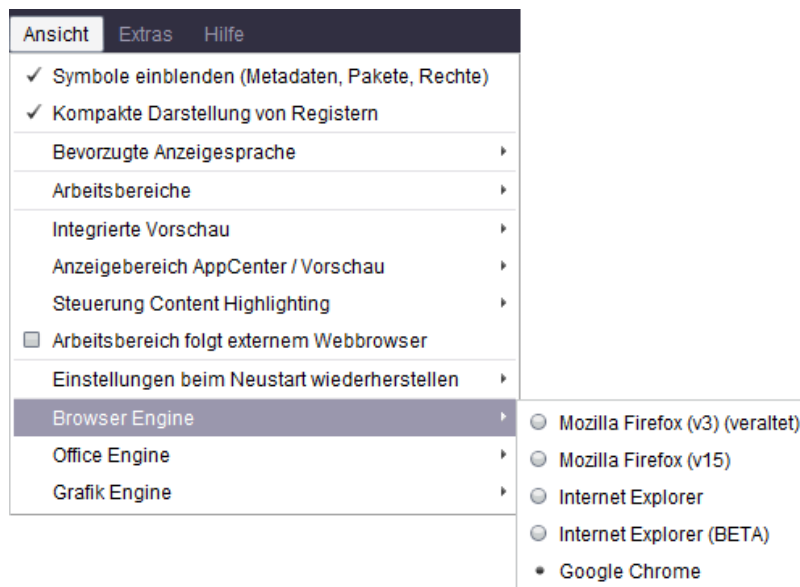 Ansicht Extras Hilfe
Symbole einblenden (Metadaten, Pakete, Rechte)
Kompakte Darstellung von Registern
Bevorzugte Anzeigesprache
Arbeitsbereiche
Integrierte Vorschau
Anzeigebereich AppCenter / Vorschau
Steuerung Content Highlighting
Arbeitsbereich folgt externem Webbrowser
Einstellungen beim Neustart wiederherstellen
Browser Engine
Office Engine
Grafik Engine
Mozilla Firefox (v3) (veraltet)
Mozilla Firefox (v15)
Internet Explorer
Internet Explorer (BETA)
Google Chrome